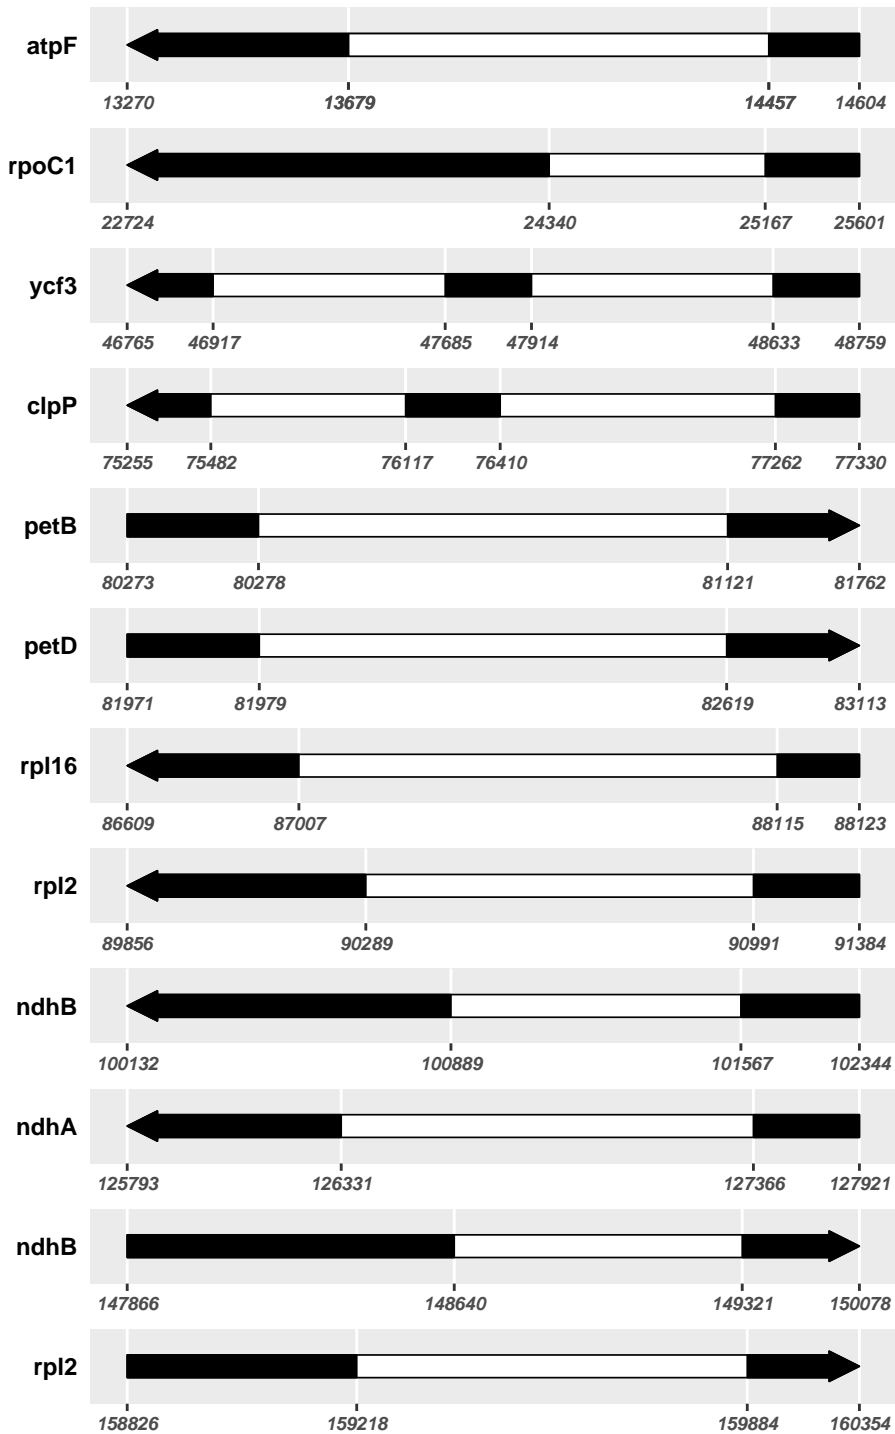 atpF
13270 13679 14457 14604
rpoC1
22724 24340 25167 25601
ycf3
46765 46917 47685 47914 48633 48759
clpP
75255 75482 76117 76410 77262 77330
petB
80273 80278 81121 81762
petD
81971 81979 82619 83113
rpl16
86609 87007 88115 88123
rpl2
89856 90289 90991 91384
ndhB
100132 100889 101567 102344
ndhA
125793 126331 127366 127921
ndhB
147866 148640 149321 150078
rpl2
158826 159218 159884 160354